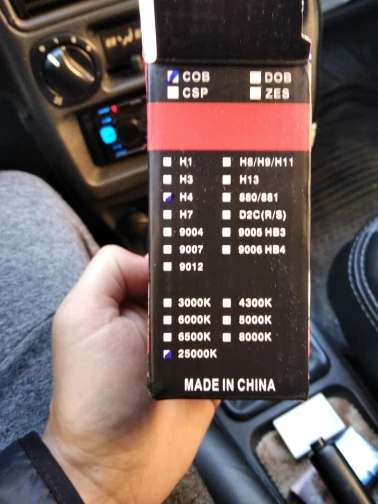 COB DOB
CSP ZES
H1 H8/H9/H11
H3 H13
H4 880/881
H7 D2C(R/S)
9004 9005 HB3
9007 9006 HB4
9012
3000K 4300K
6000K 5000K
6500K 8000K
25000K
MADE IN CHINA